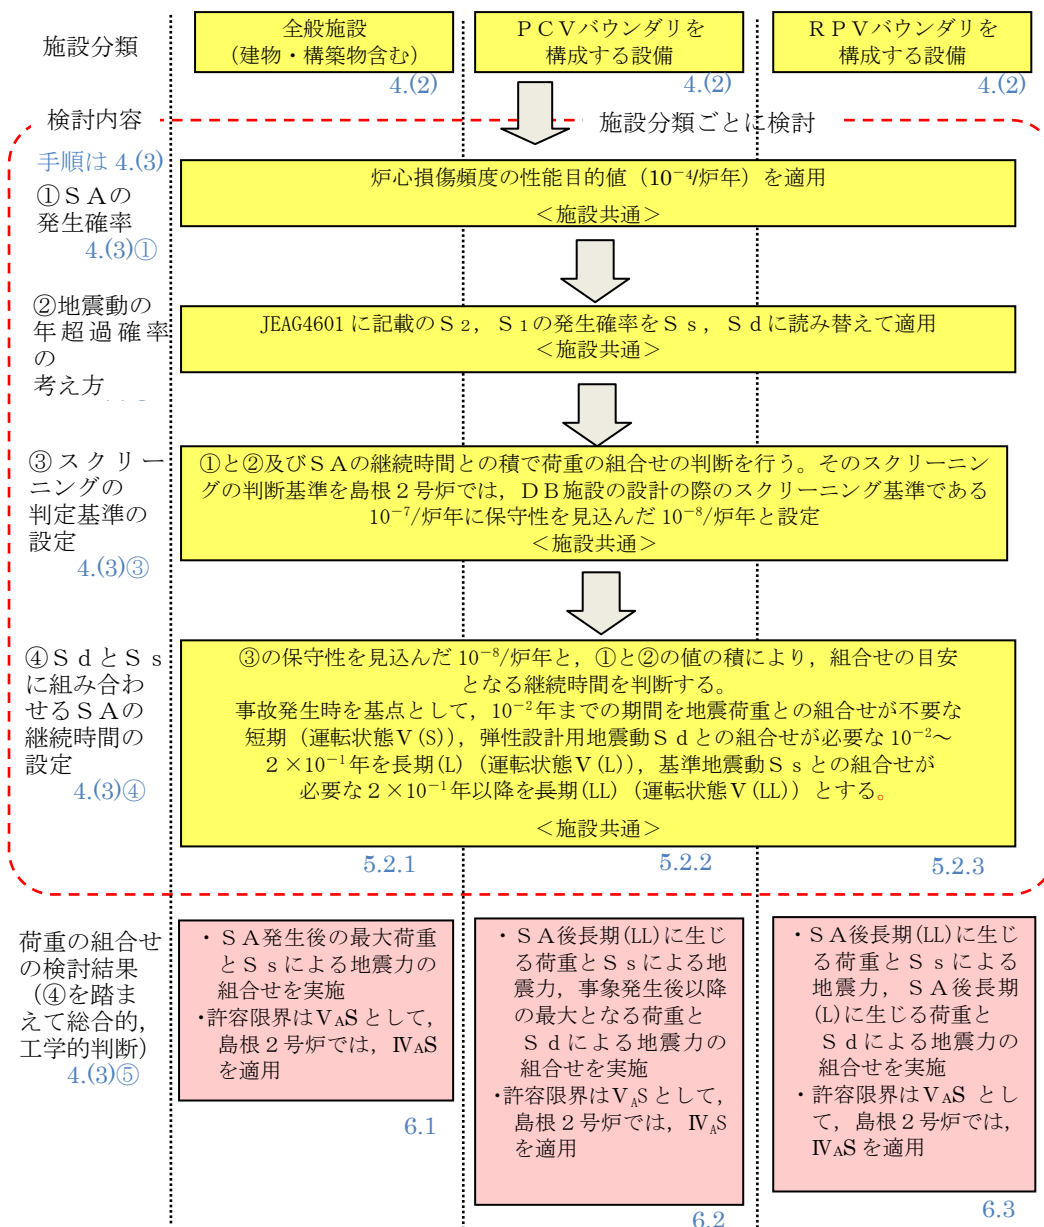 施設分類
全般施設
(建物・構築物含む)
4.(2)
ＰＣＶバウンダリを
構成する設備
4.(2)
ＲＰＶバウンダリを
構成する設備
4.(2)
検討内容
施設分類ごとに検討
手順は 4.(3)
①ＳＡの
発生確率
4.(3)①
炉心損傷頻度の性能目的値（10⁻⁴/炉年）を適用
＜施設共通＞
②地震動の
年超過確率
の
考え方
JEAG4601 に記載のＳ₂，Ｓ₁の発生確率をＳｓ，Ｓｄに読み替えて適用
＜施設共通＞
③スクリー
ニングの
判定基準の
設定
4.(3)③
①と②及びＳＡの継続時間との積で荷重の組合せの判断を行う。そのスクリーニン
グの判断基準を島根２号炉では，ＤＢ施設の設計の際のスクリーニング基準である
10⁻⁷/炉年に保守性を見込んだ 10⁻⁸/炉年と設定
＜施設共通＞
④ＳｄとＳｓ
に組み合わ
せるＳＡの
継続時間の
設定
4.(3)④
③の保守性を見込んだ 10⁻⁸/炉年と，①と②の値の積により，組合せの目安
となる継続時間を判断する。
事故発生時を基点として，10⁻²年までの期間を地震荷重との組合せが不要な
短期（運転状態Ⅴ(S)），弾性設計用地震動Ｓｄとの組合せが必要な 10⁻²～
２×10⁻¹年を長期(L)（運転状態Ⅴ(L)），基準地震動Ｓｓとの組合せが
必要な２×10⁻¹年以降を長期(LL)（運転状態Ⅴ(LL)）とする。
＜施設共通＞
5.2.1
5.2.2
5.2.3
荷重の組合せ
の検討結果
（④を踏ま
えて総合的，
工学的判断）
4.(3)⑤
・ＳＡ発生後の最大荷重
とＳｓによる地震力の
組合せを実施
・許容限界はⅤAＳとして，
島根２号炉では，ⅣAＳ
を適用
6.1
・ＳＡ後長期(LL)に生じ
る荷重とＳｓによる地
震力，事象発生後以降
の最大となる荷重と
Ｓｄによる地震力の
組合せを実施
・許容限界はⅤAＳとして，
島根２号炉では，ⅣAＳ
を適用
6.2
・ＳＡ後長期(LL)に生じ
る荷重とＳｓによる
地震力，ＳＡ後長期
(L)に生じる荷重と
Ｓｄによる地震力の
組合せを実施
・許容限界はⅤAＳ とし
て，島根２号炉では，
ⅣAＳを適用
6.3